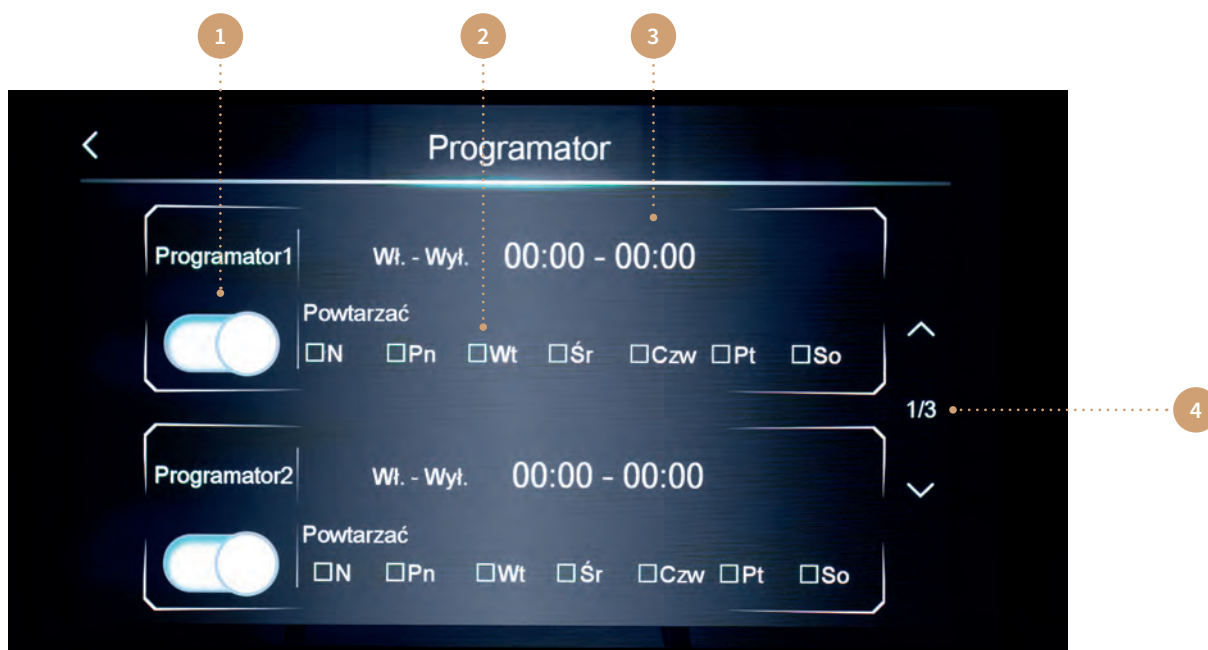 1 2 3
Programator
Programator1 Wł. - Wył. 00:00 - 00:00
Powtarzać
N Pn Wt Śr Czw Pt So
1/3 4
Programator2 Wł. - Wył. 00:00 - 00:00
Powtarzać
N Pn Wt Śr Czw Pt So